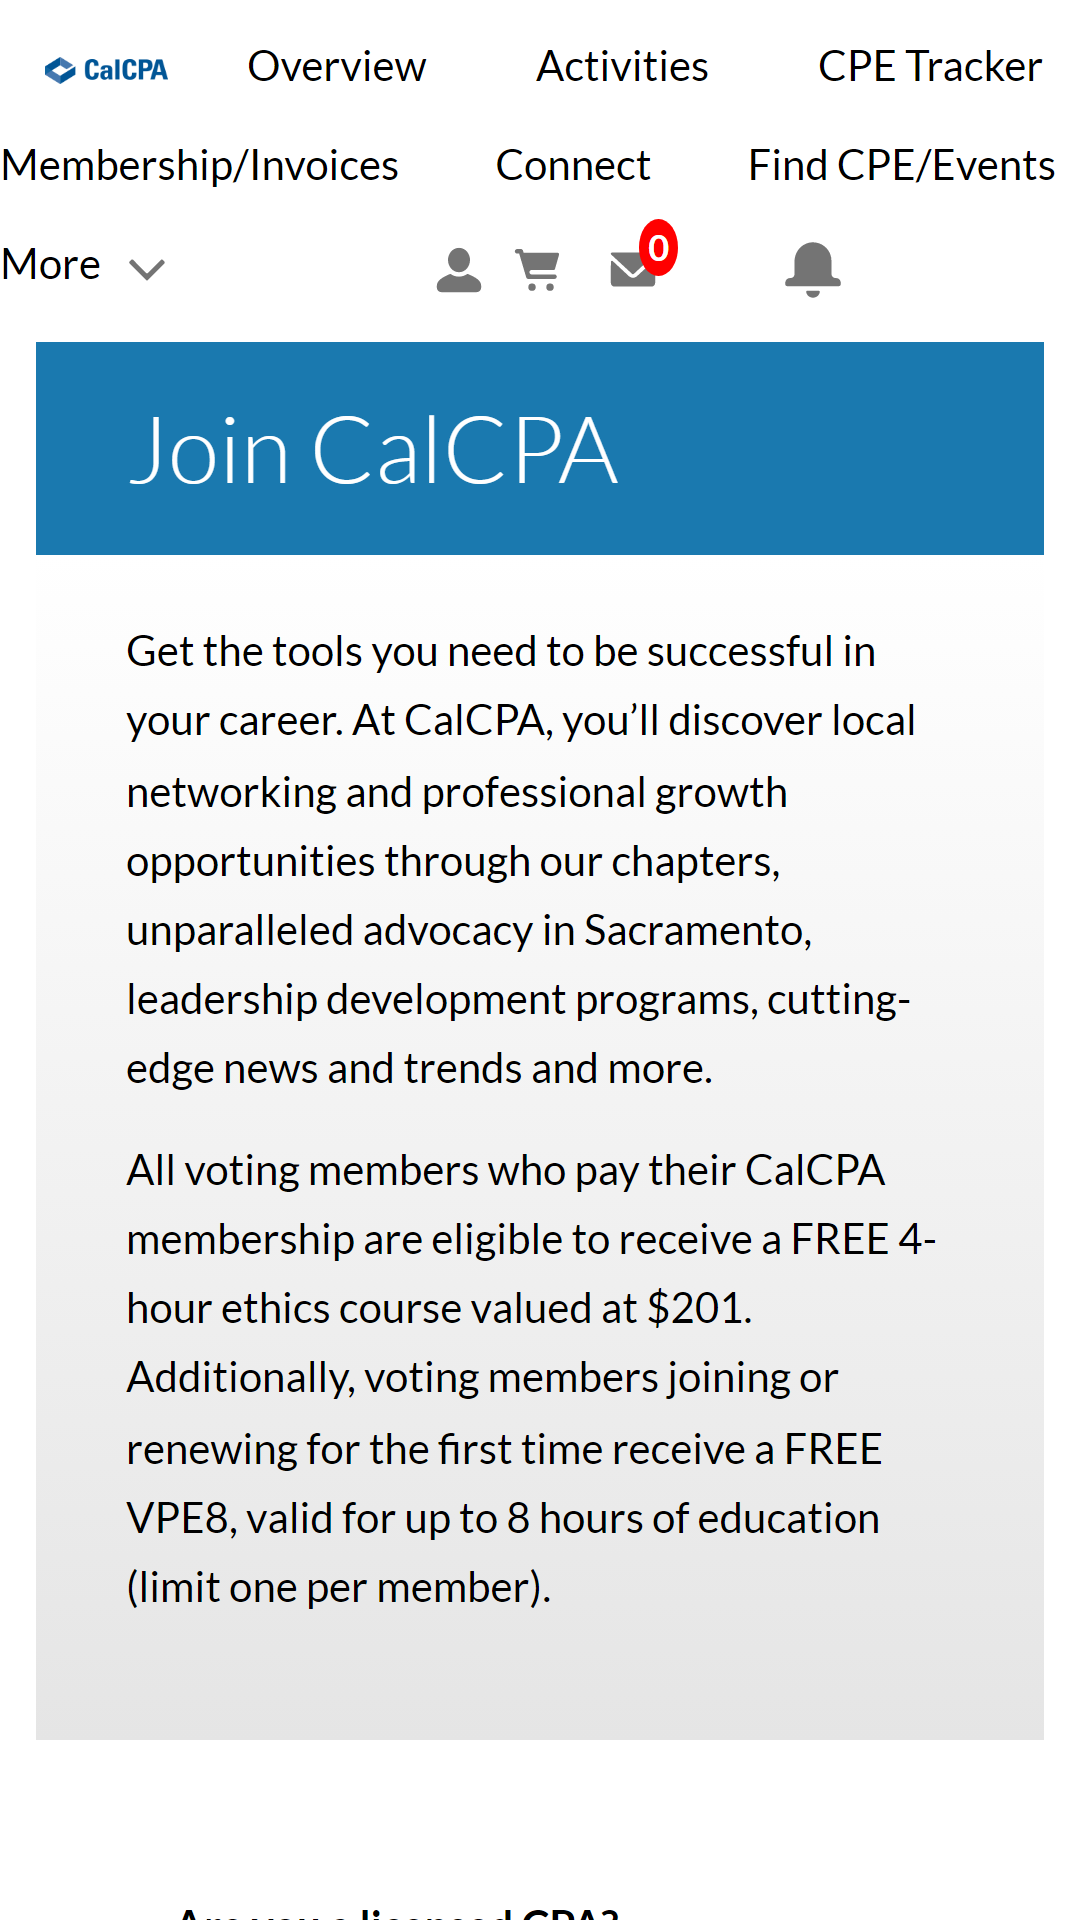 CalCPA Overview Activities CPE Tracker
Membership/Invoices Connect Find CPE/Events
More 0
Join CalCPA
Get the tools you need to be successful in
your career. At CalCPA, you’ll discover local
networking and professional growth
opportunities through our chapters,
unparalleled advocacy in Sacramento,
leadership development programs, cutting-
edge news and trends and more.
All voting members who pay their CalCPA
membership are eligible to receive a FREE 4-
hour ethics course valued at $201.
Additionally, voting members joining or
renewing for the first time receive a FREE
VPE8, valid for up to 8 hours of education
(limit one per member).
Are you a licensed CPA?